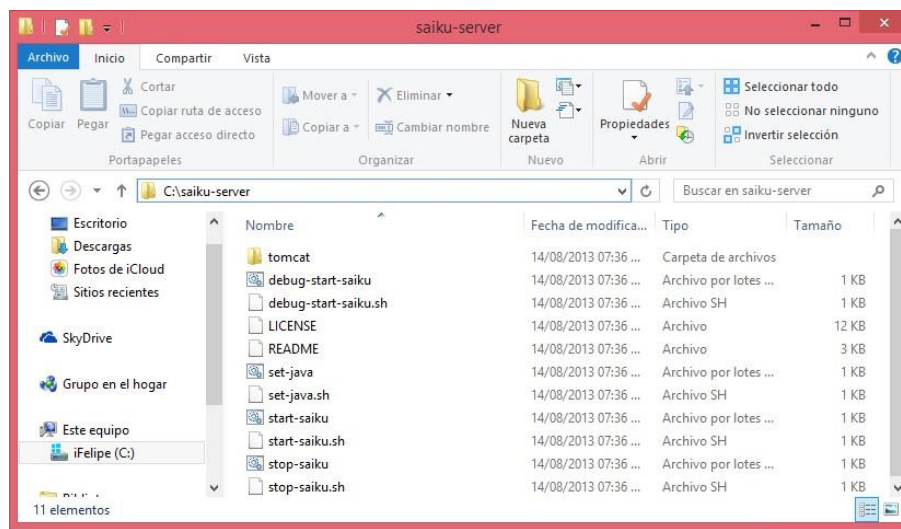 saiku-server
Archivo Inicio Compartir Vista
Copiar
Pegar
Cortar
Copiar ruta de acceso
Pegar acceso directo
Portapapeles
Mover a
Copiar a
Eliminar
Cambiar nombre
Organizar
Nueva carpeta
Nuevo
Propiedades
Abrir
Seleccionar todo
No seleccionar ninguno
Invertir selección
Seleccionar
C:\saiku-server
Buscar en saiku-server
Escritorio
Descargas
Fotos de iCloud
Sitios recientes
SkyDrive
Grupo en el hogar
Este equipo
iFelipe (C:)
Nombre Fecha de modifica... Tipo Tamaño
tomcat 14/08/2013 07:36 ... Carpeta de archivos
debug-start-saiku 14/08/2013 07:36 ... Archivo por lotes ... 1 KB
debug-start-saiku.sh 14/08/2013 07:36 ... Archivo SH 1 KB
LICENSE 14/08/2013 07:36 ... Archivo 12 KB
README 14/08/2013 07:36 ... Archivo 3 KB
set-java 14/08/2013 07:36 ... Archivo por lotes ... 1 KB
set-java.sh 14/08/2013 07:36 ... Archivo SH 1 KB
start-saiku 14/08/2013 07:36 ... Archivo por lotes ... 1 KB
start-saiku.sh 14/08/2013 07:36 ... Archivo SH 1 KB
stop-saiku 14/08/2013 07:36 ... Archivo por lotes ... 1 KB
stop-saiku.sh 14/08/2013 07:36 ... Archivo SH 1 KB
11 elementos